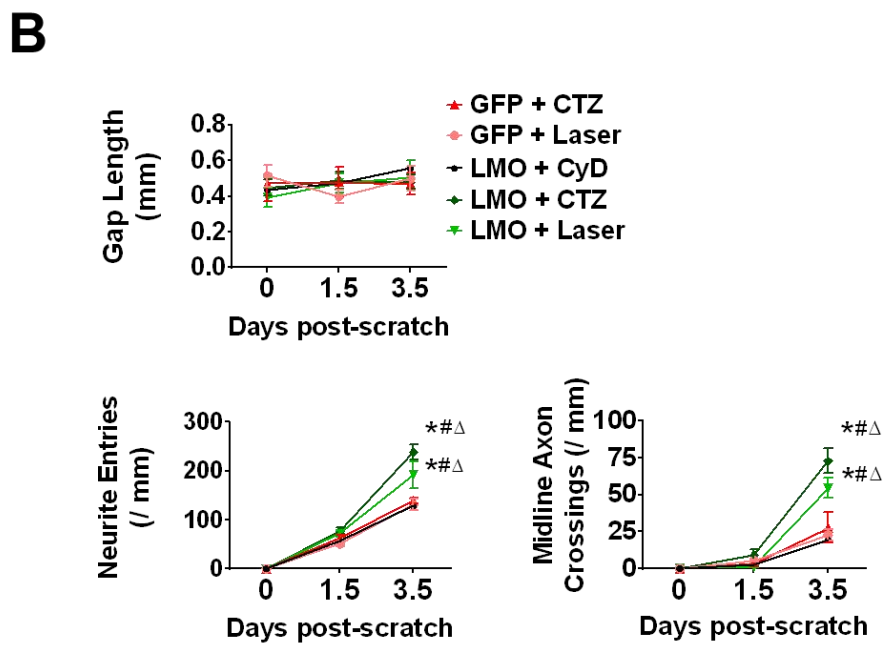 B
GFP + CTZ
GFP + Laser
LMO + CyD
LMO + CTZ
LMO + Laser
Gap Length
(mm)
0.8
0.6
0.4
0.2
0.0
0 1.5 3.5
Days post-scratch
Neurite Entries
(/ mm)
300
200
100
0
*#Δ
*#Δ
0 1.5 3.5
Days post-scratch
Midline Axon
Crossings (/ mm)
100
75
50
25
0
*#Δ
*#Δ
0 1.5 3.5
Days post-scratch